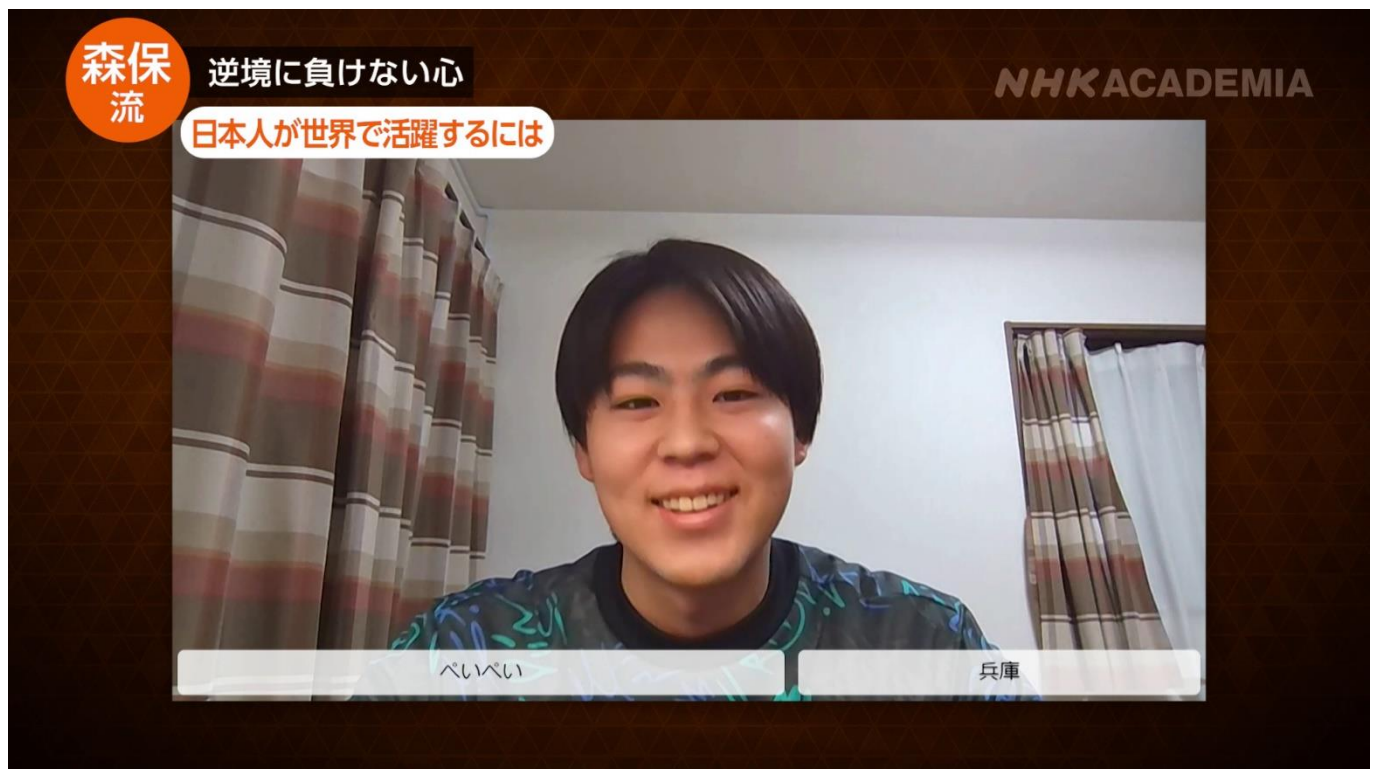 森保
流
逆境に負けない心
NHK ACADEMIA
日本人が世界で活躍するには
ぺいぺい
兵庫